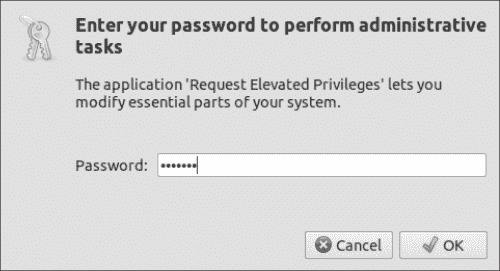 Enter your password to perform administrative
tasks
The application 'Request Elevated Privileges' lets you
modify essential parts of your system.
Password: •••••••
Cancel
OK